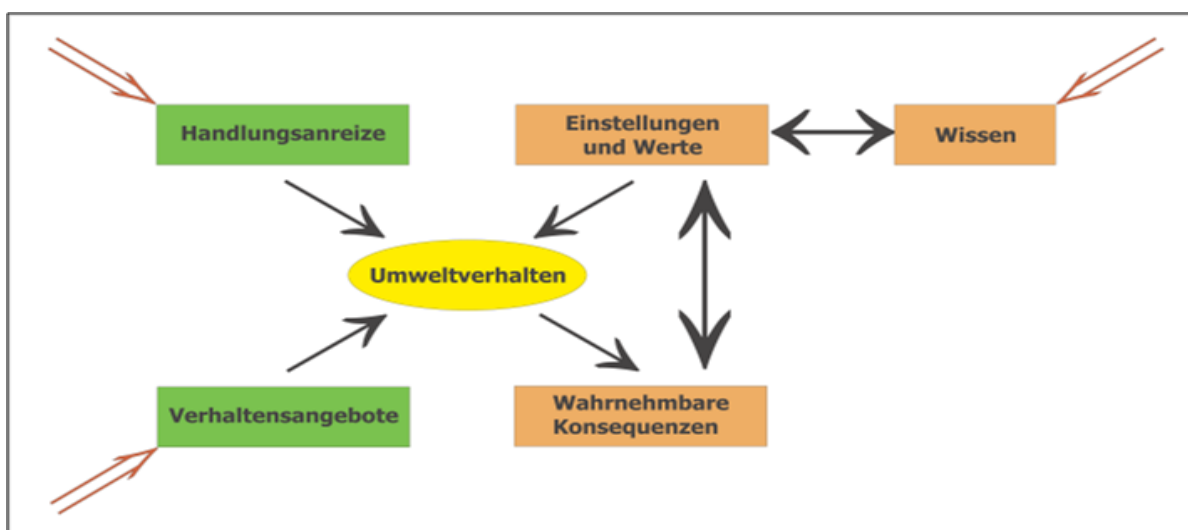 Handlungsanreize
Einstellungen
und Werte
Wissen
Umweltverhalten
Verhaltensangebote
Wahrnehmbare
Konsequenzen